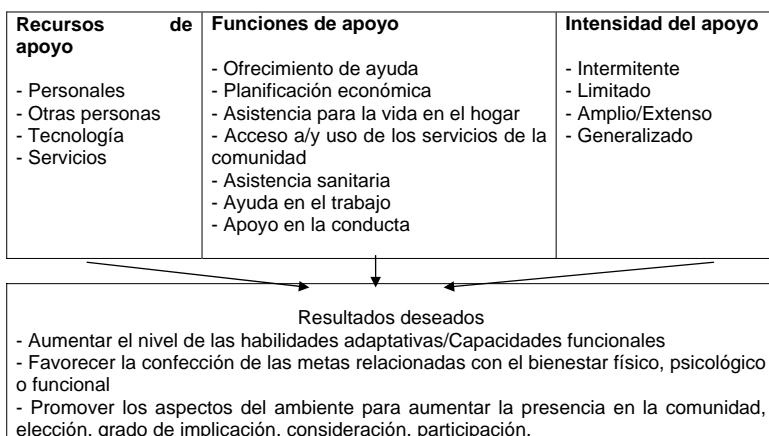 Recursos de
apoyo
- Personales
- Otras personas
- Tecnología
- Servicios
Funciones de apoyo
- Ofrecimiento de ayuda
- Planificación económica
- Asistencia para la vida en el hogar
- Acceso a/y uso de los servicios de la
comunidad
- Asistencia sanitaria
- Ayuda en el trabajo
- Apoyo en la conducta
Intensidad del apoyo
- Intermitente
- Limitado
- Amplio/Extenso
- Generalizado
Resultados deseados
- Aumentar el nivel de las habilidades adaptativas/Capacidades funcionales
- Favorecer la confección de las metas relacionadas con el bienestar físico, psicológico
o funcional
- Promover los aspectos del ambiente para aumentar la presencia en la comunidad,
elección, grado de implicación, consideración, participación.